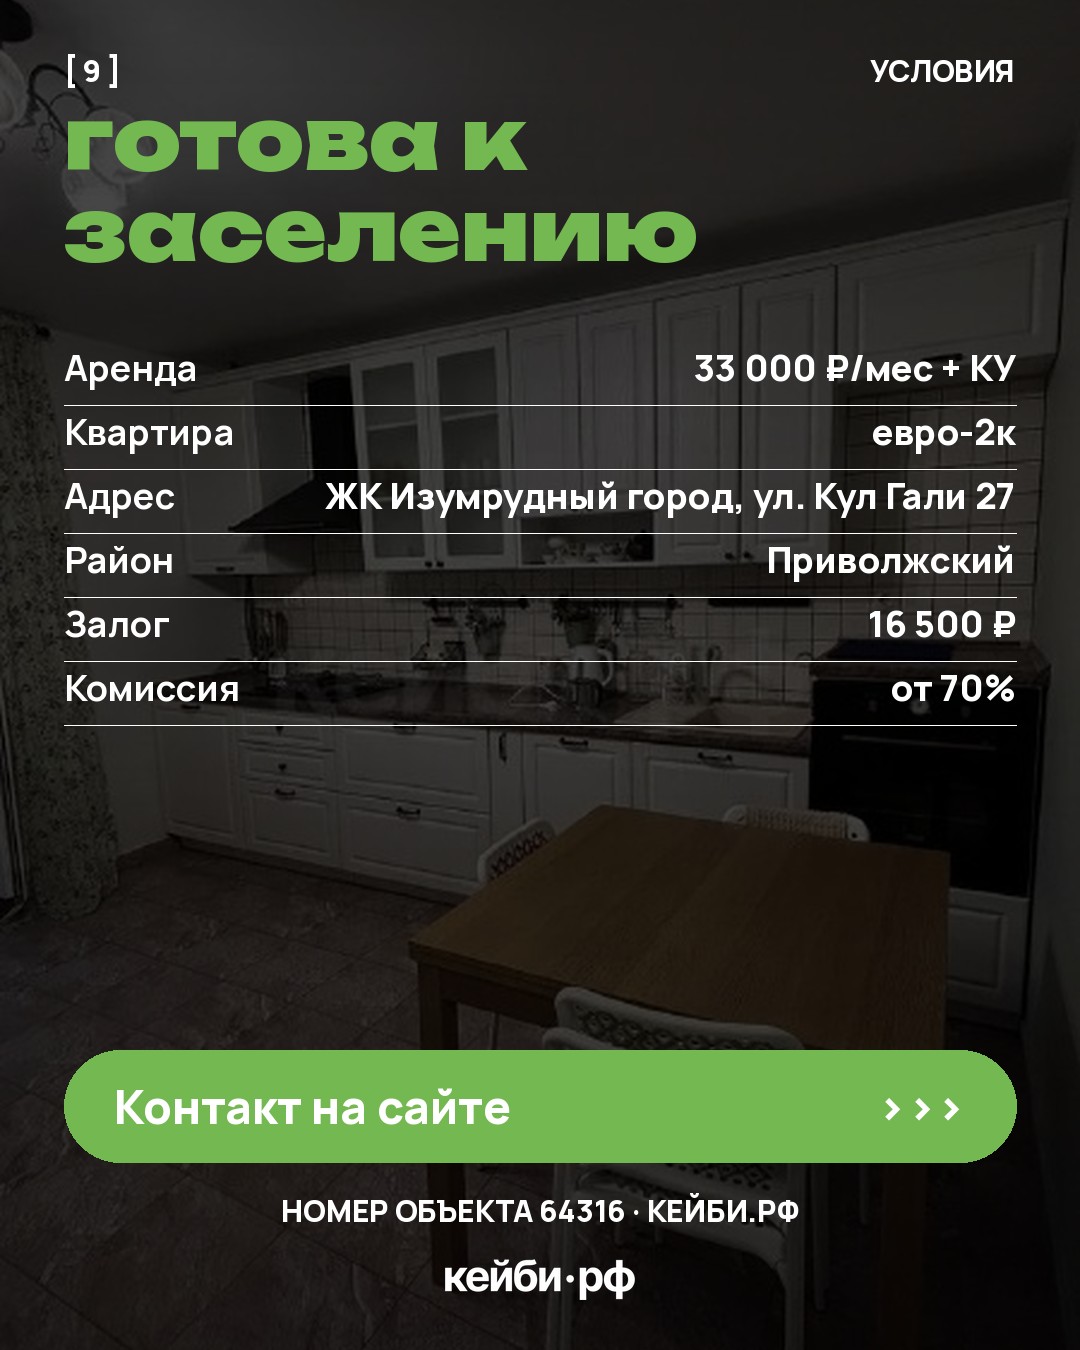 [ 9 ]
УСЛОВИЯ
готова к
заселению
Аренда 33 000 ₽/мес + КУ
Квартира евро-2к
Адрес ЖК Изумрудный город, ул. Кул Гали 27
Район Приволжский
Залог 16 500 ₽
Комиссия от 70%
Контакт на сайте >>>
НОМЕР ОБЪЕКТА 64316 · КЕЙБИ.РФ
кейби·рф